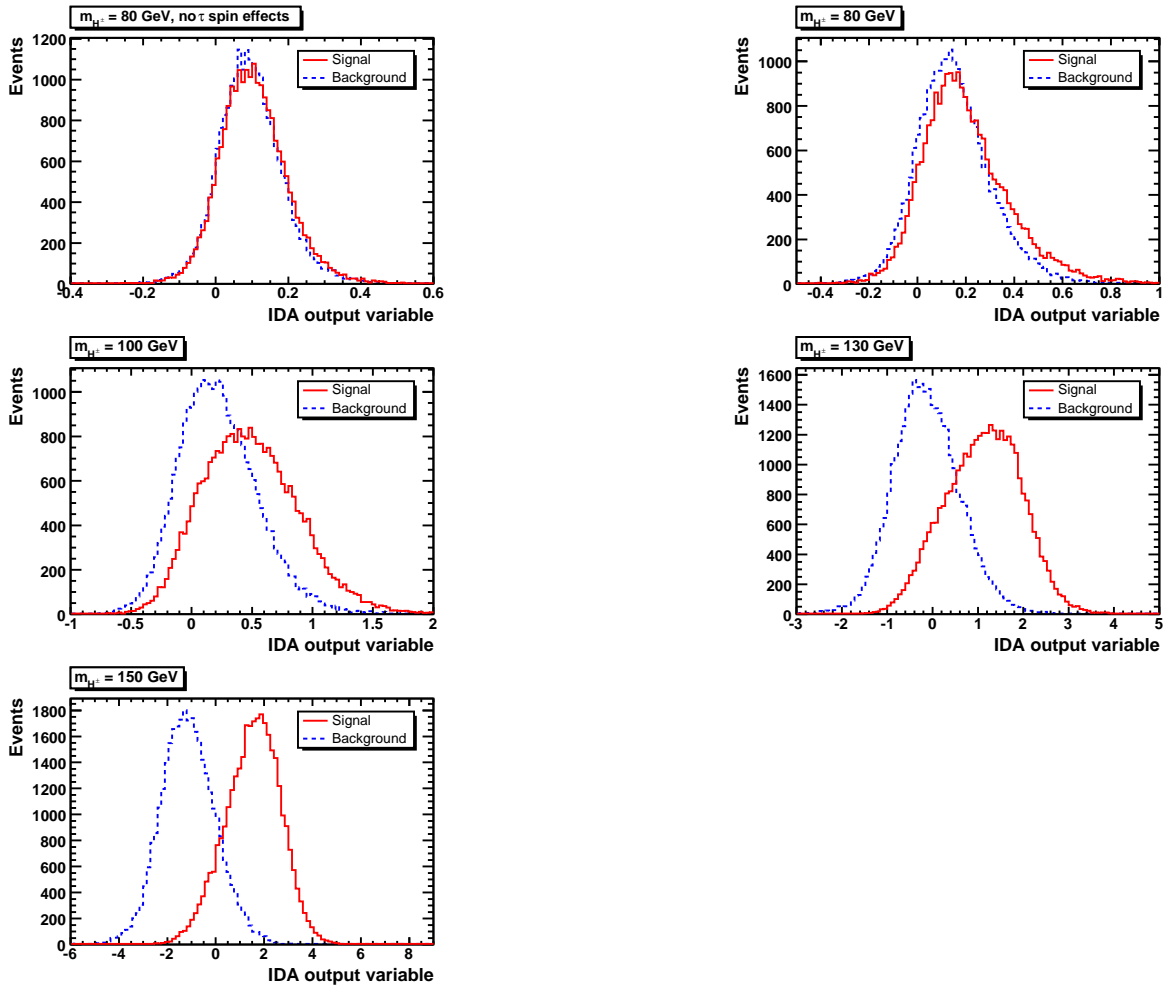 m_H± = 80 GeV, no τ spin effects
Events
1200
1000
800
600
400
200
0
Signal
Background
-0.4 -0.2 0 0.2 0.4 0.6
IDA output variable
m_H± = 80 GeV
Events
1000
800
600
400
200
0
Signal
Background
-0.4 -0.2 0 0.2 0.4 0.6 0.8 1
IDA output variable
m_H± = 100 GeV
Events
1000
800
600
400
200
0
Signal
Background
-1 -0.5 0 0.5 1 1.5 2
IDA output variable
m_H± = 130 GeV
Events
1600
1400
1200
1000
800
600
400
200
0
Signal
Background
-3 -2 -1 0 1 2 3 4 5
IDA output variable
m_H± = 150 GeV
Events
1800
1600
1400
1200
1000
800
600
400
200
0
Signal
Background
-6 -4 -2 0 2 4 6 8
IDA output variable